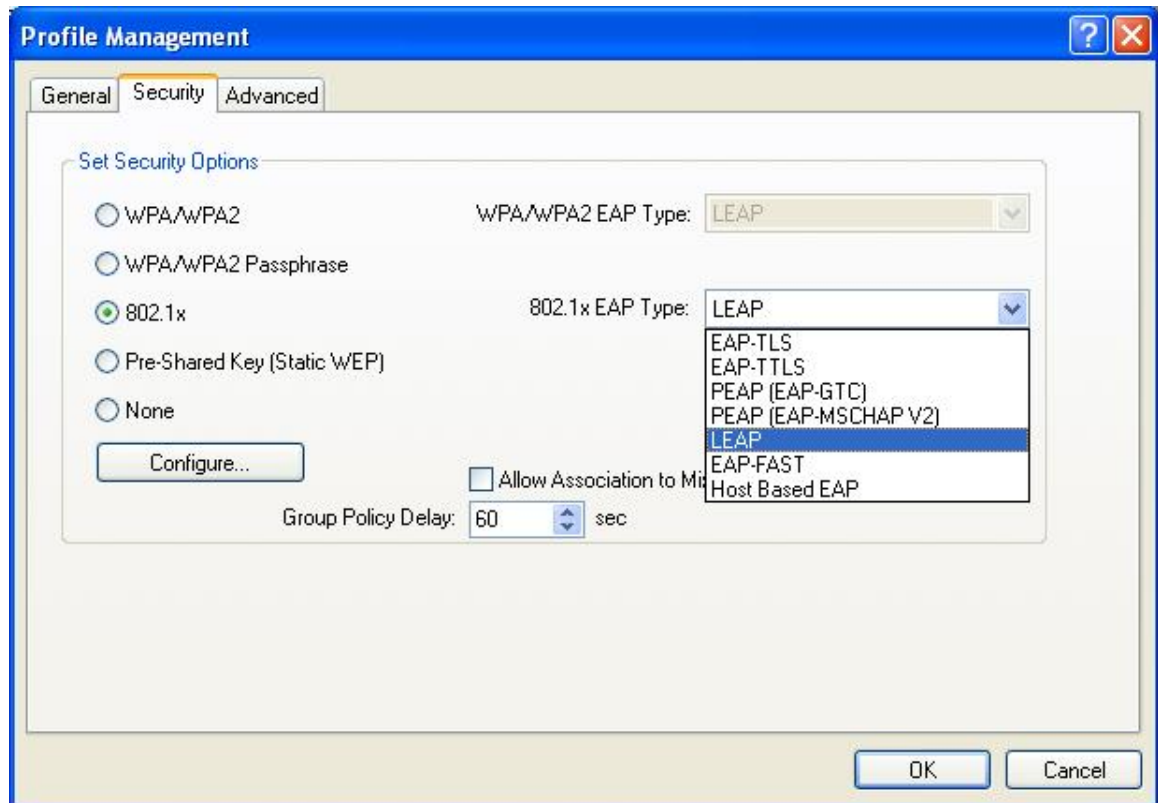 Profile Management
General Security Advanced
Set Security Options
WPA/WPA2 WPA/WPA2 EAP Type: LEAP
WPA/WPA2 Passphrase
802.1x 802.1x EAP Type: LEAP
EAP-TLS
EAP-TTLS
Pre-Shared Key (Static WEP)
PEAP (EAP-GTC)
PEAP (EAP-MSCHAP V2)
None
LEAP
EAP-FAST
Configure...
Allow Association to
Host Based EAP
Group Policy Delay: 60 sec
OK Cancel